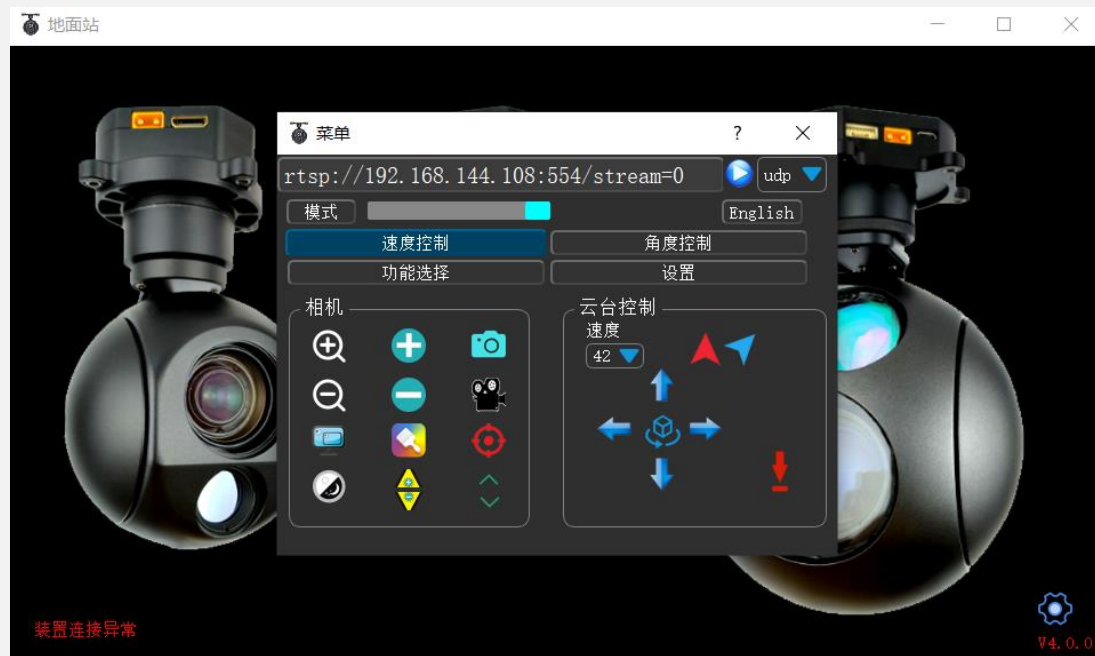 地面站
菜单 ?
rtsp://192.168.144.108:554/stream=0 udp
模式 English
速度控制 角度控制
功能选择 设置
相机 云台控制
速度
42
装置连接异常
V4.0.0